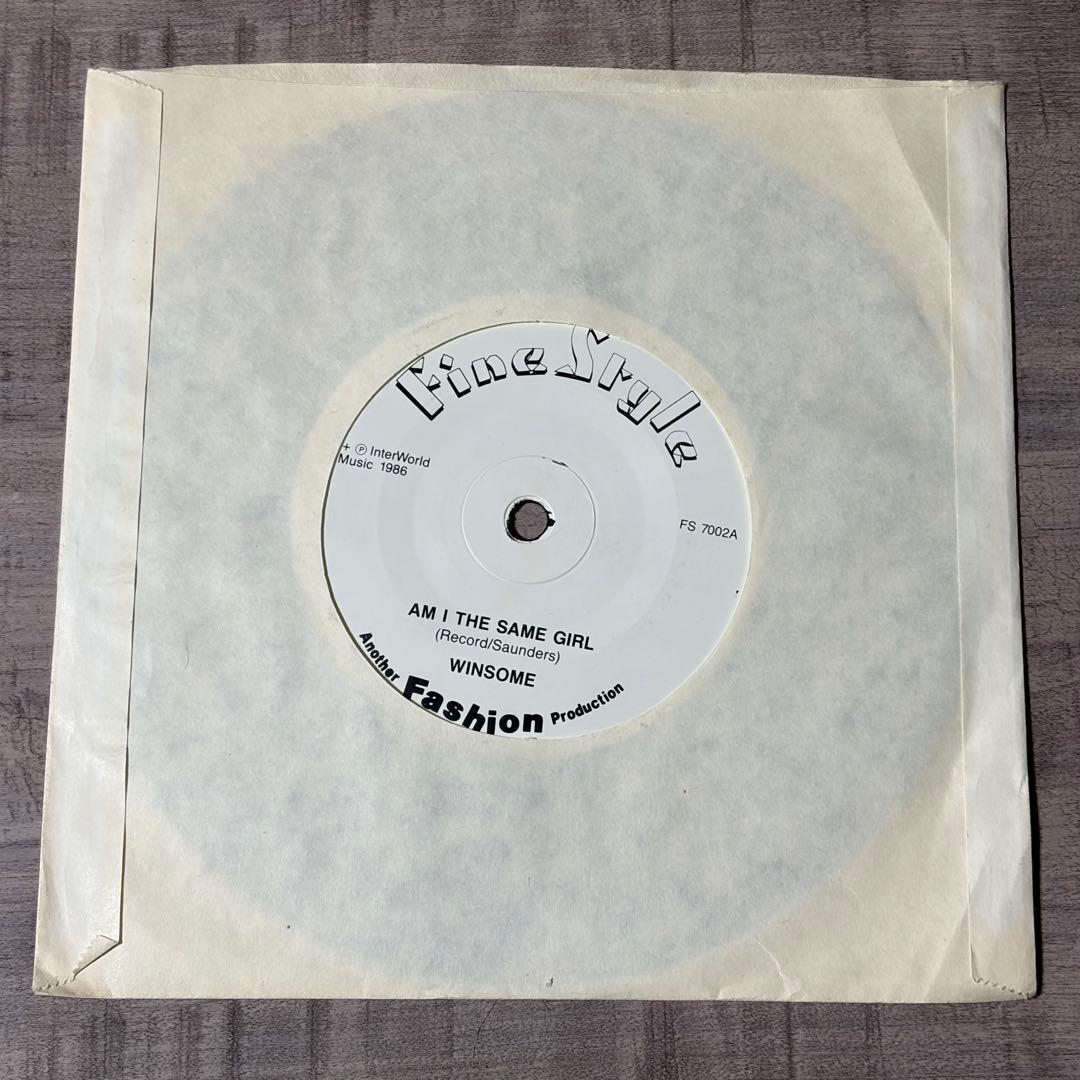 Fine Style
+ ℗ InterWorld
Music 1986
FS 7002A
AM I THE SAME GIRL
(Record/Saunders)
WINSOME
Another Fashion Production